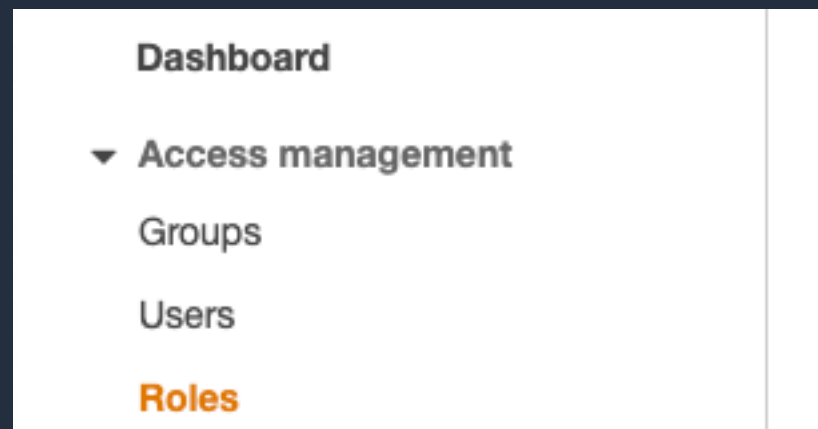 Dashboard
Access management
Groups
Users
Roles